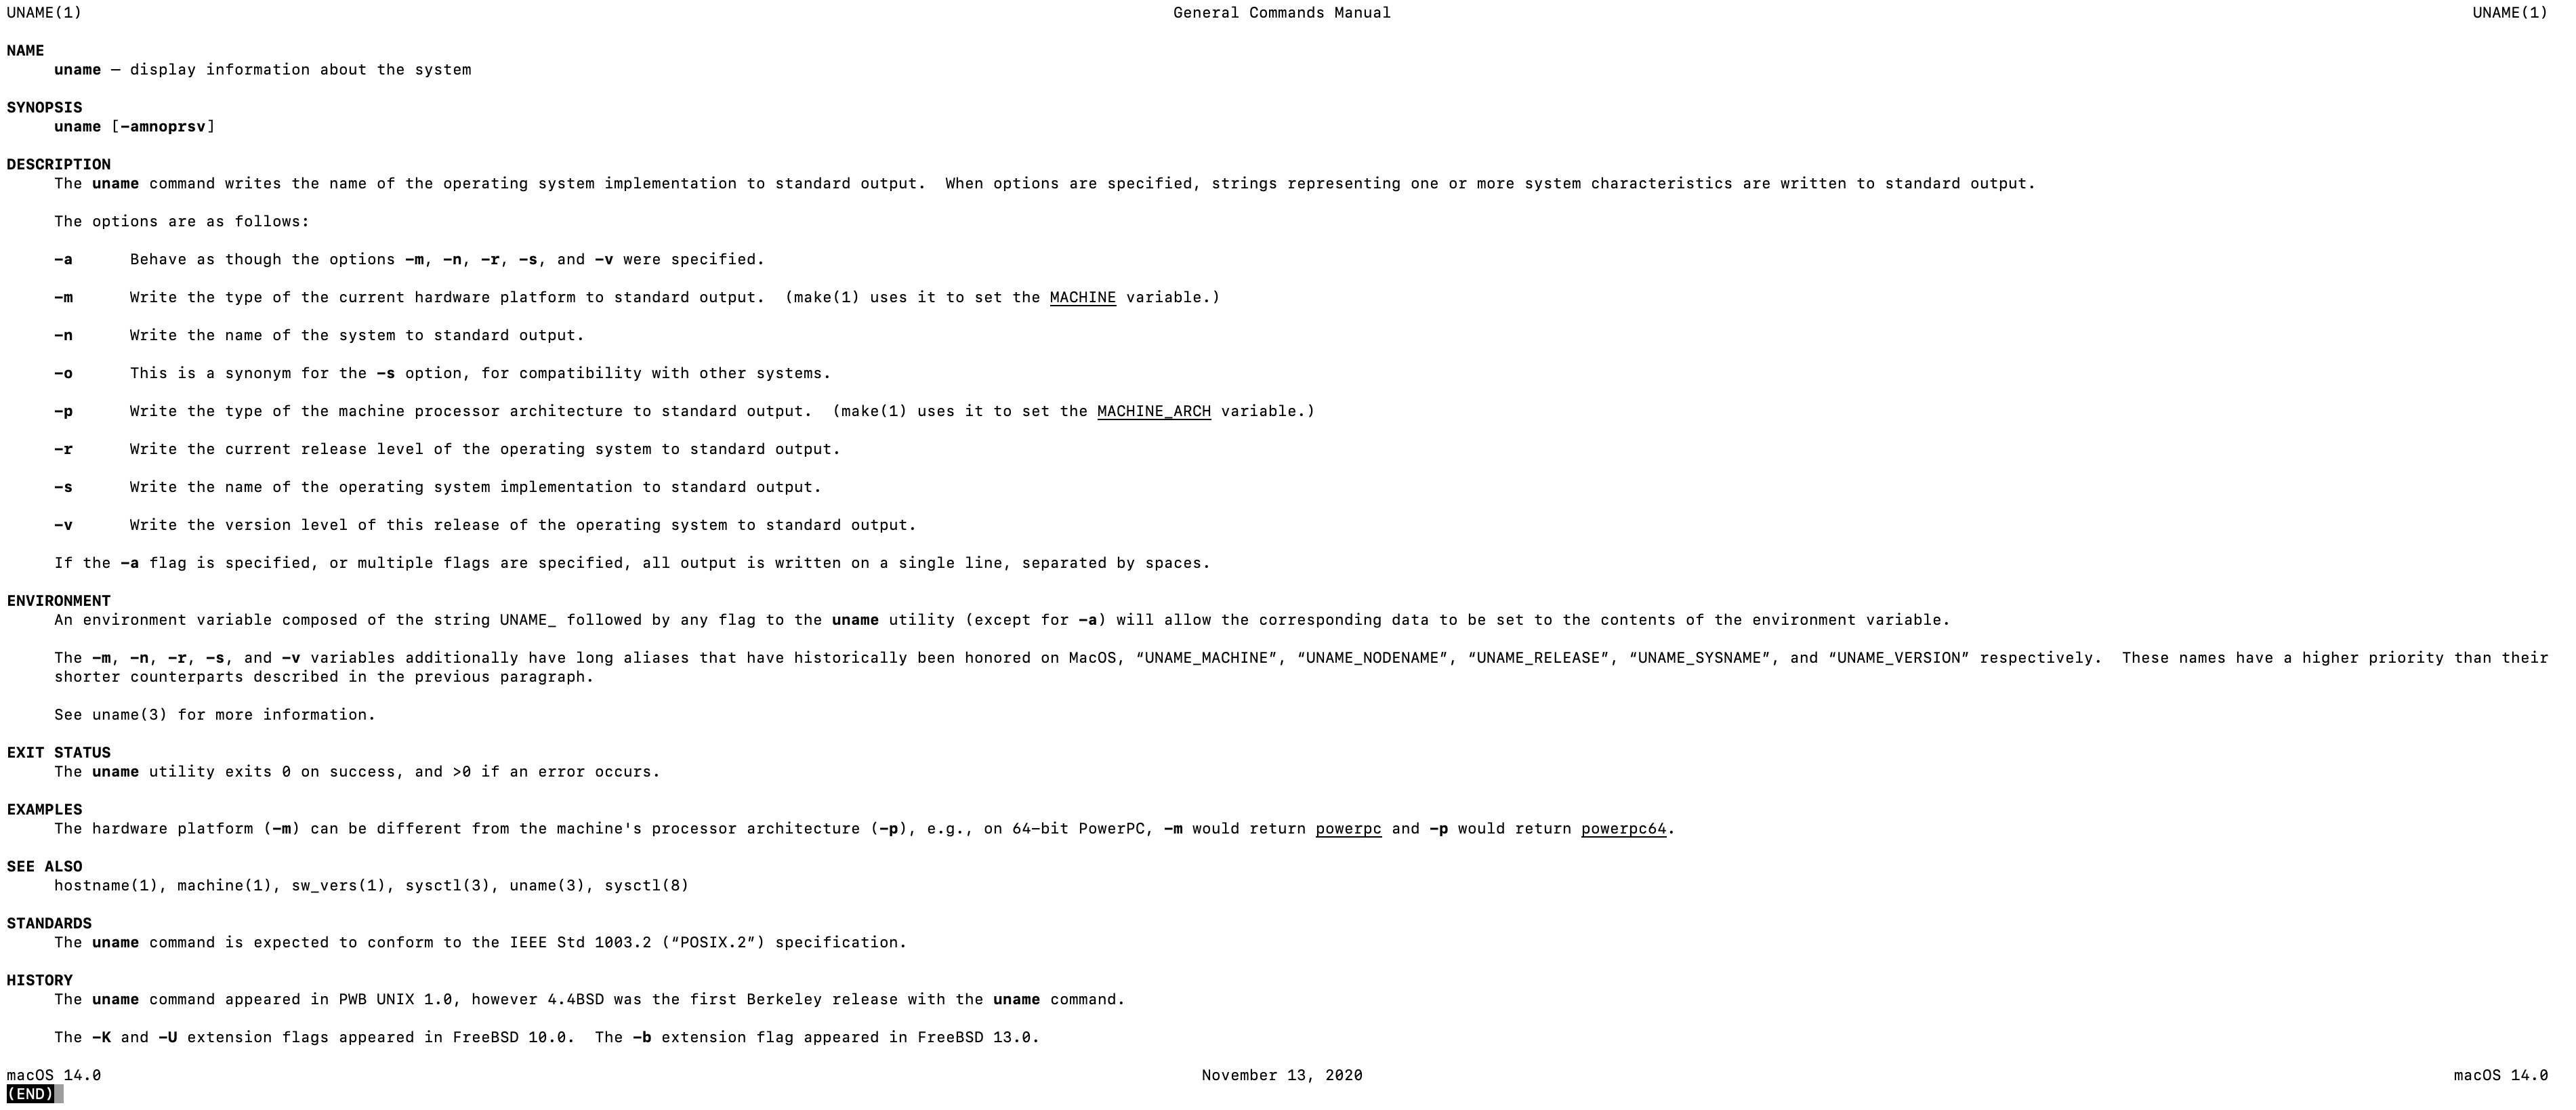 UNAME(1) General Commands Manual UNAME(1)
NAME
uname – display information about the system
SYNOPSIS
uname [-amnoprsv]
DESCRIPTION
The uname command writes the name of the operating system implementation to standard output.  When options are specified, strings representing one or more system characteristics are written to standard output.
The options are as follows:
-a      Behave as though the options -m, -n, -r, -s, and -v were specified.
-m      Write the type of the current hardware platform to standard output.  (make(1) uses it to set the MACHINE variable.)
-n      Write the name of the system to standard output.
-o      This is a synonym for the -s option, for compatibility with other systems.
-p      Write the type of the machine processor architecture to standard output.  (make(1) uses it to set the MACHINE_ARCH variable.)
-r      Write the current release level of the operating system to standard output.
-s      Write the name of the operating system implementation to standard output.
-v      Write the version level of this release of the operating system to standard output.
If the -a flag is specified, or multiple flags are specified, all output is written on a single line, separated by spaces.
ENVIRONMENT
An environment variable composed of the string UNAME_ followed by any flag to the uname utility (except for -a) will allow the corresponding data to be set to the contents of the environment variable.
The -m, -n, -r, -s, and -v variables additionally have long aliases that have historically been honored on MacOS, “UNAME_MACHINE”, “UNAME_NODENAME”, “UNAME_RELEASE”, “UNAME_SYSNAME”, and “UNAME_VERSION” respectively.  These names have a higher priority than their
shorter counterparts described in the previous paragraph.
See uname(3) for more information.
EXIT STATUS
The uname utility exits 0 on success, and >0 if an error occurs.
EXAMPLES
The hardware platform (-m) can be different from the machine's processor architecture (-p), e.g., on 64-bit PowerPC, -m would return powerpc and -p would return powerpc64.
SEE ALSO
hostname(1), machine(1), sw_vers(1), sysctl(3), uname(3), sysctl(8)
STANDARDS
The uname command is expected to conform to the IEEE Std 1003.2 (“POSIX.2”) specification.
HISTORY
The uname command appeared in PWB UNIX 1.0, however 4.4BSD was the first Berkeley release with the uname command.
The -K and -U extension flags appeared in FreeBSD 10.0.  The -b extension flag appeared in FreeBSD 13.0.
macOS 14.0 November 13, 2020 macOS 14.0
(END)